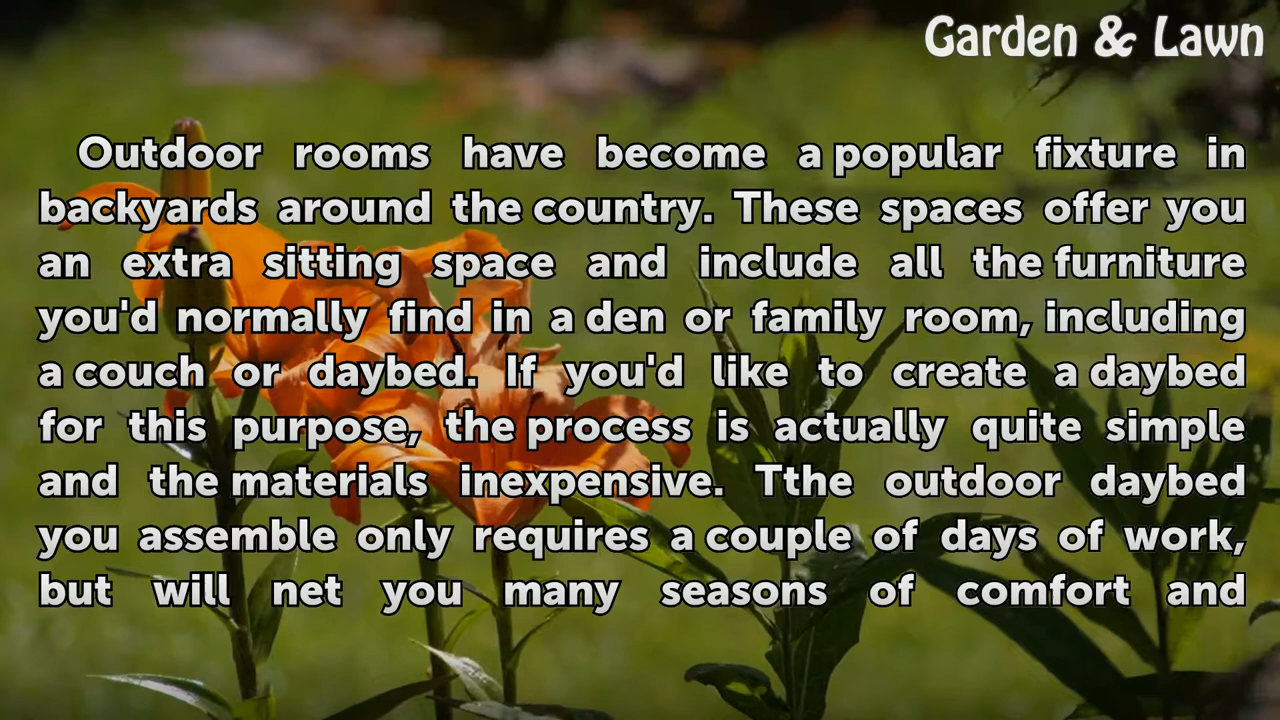 Garden & Lawn
Outdoor rooms have become a popular fixture in
backyards around the country. These spaces offer you
an extra sitting space and include all the furniture
you'd normally find in a den or family room, including
a couch or daybed. If you'd like to create a daybed
for this purpose, the process is actually quite simple
and the materials inexpensive. Tthe outdoor daybed
you assemble only requires a couple of days of work,
but will net you many seasons of comfort and